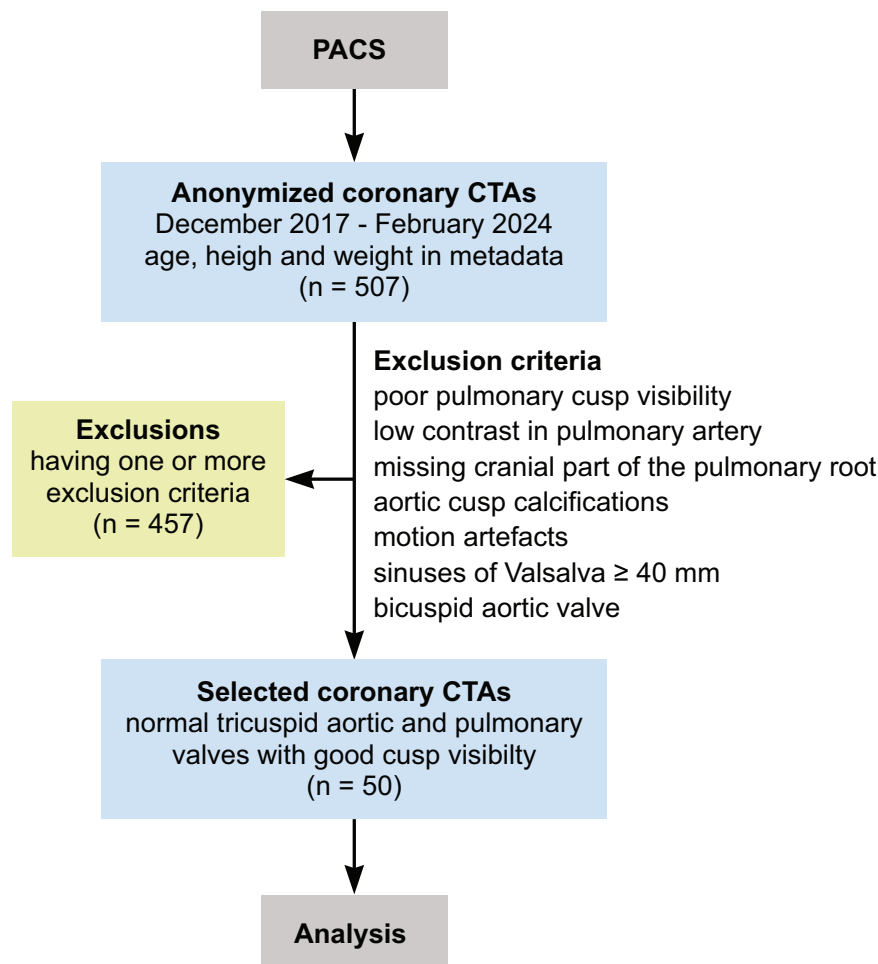 PACS
Anonymized coronary CTAs
December 2017 - February 2024
age, heigh and weight in metadata
(n = 507)
Exclusion criteria
poor pulmonary cusp visibility
low contrast in pulmonary artery
missing cranial part of the pulmonary root
aortic cusp calcifications
motion artefacts
sinuses of Valsalva ≥ 40 mm
bicuspid aortic valve
Exclusions
having one or more
exclusion criteria
(n = 457)
Selected coronary CTAs
normal tricuspid aortic and pulmonary
valves with good cusp visibilty
(n = 50)
Analysis